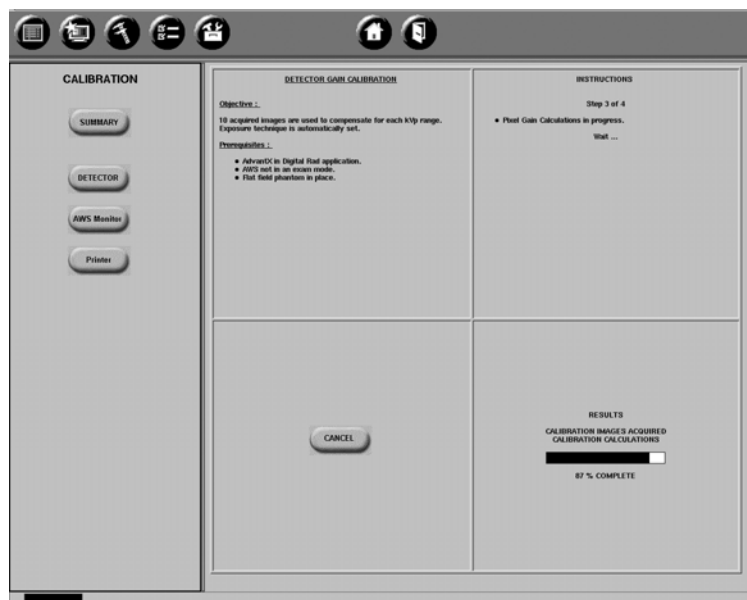 CALIBRATION
SUMMARY
DETECTOR
AWS Monitor
Printer
DETECTOR GAIN CALIBRATION
Objective :
10 acquired images are used to compensate for each kVp range.
Exposure technique is automatically set.
Prerequisites :
• AdvantX in Digital Rad application.
• AWS not in an exam mode.
• Flat field phantom in place.
INSTRUCTIONS
Step 3 of 4
• Pixel Gain Calculations in progress.
Wait ...
CANCEL
RESULTS
CALIBRATION IMAGES ACQUIRED
CALIBRATION CALCULATIONS
87 % COMPLETE